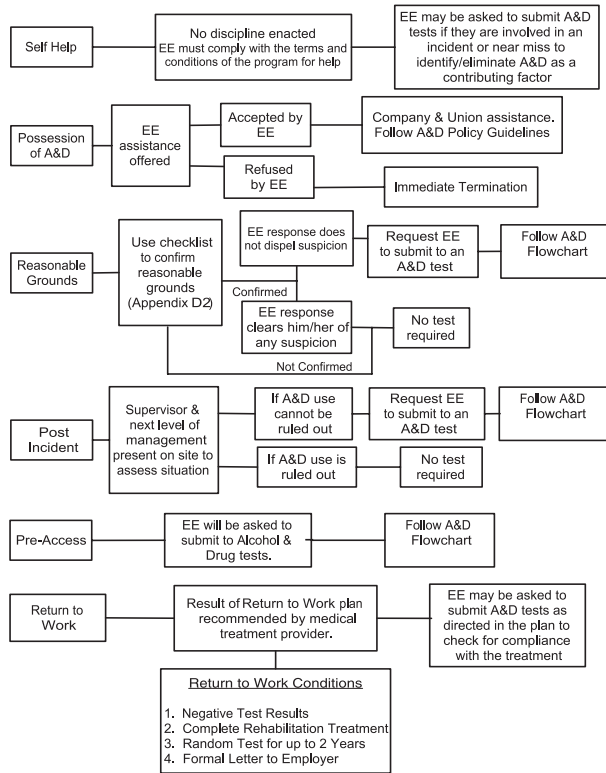 Self Help
No discipline enacted
EE must comply with the terms and
conditions of the program for help
EE may be asked to submit A&D
tests if they are involved in an
incident or near miss to
identify/eliminate A&D as a
contributing factor
Possession
of A&D
EE
assistance
offered
Accepted by
EE
Company & Union assistance.
Follow A&D Policy Guidelines
Refused
by EE
Immediate Termination
Reasonable
Grounds
Use checklist
to confirm
reasonable
grounds
(Appendix D2)
Confirmed
Not Confirmed
EE response does
not dispel suspicion
Request EE
to submit to an
A&D test
Follow A&D
Flowchart
EE response
clears him/her of
any suspicion
No test
required
Post
Incident
Supervisor &
next level of
management
present on site to
assess situation
If A&D use
cannot be
ruled out
Request EE
to submit to an
A&D test
Follow A&D
Flowchart
If A&D use is
ruled out
No test
required
Pre-Access
EE will be asked to
submit to Alcohol &
Drug tests.
Follow A&D
Flowchart
Return to
Work
Result of Return to Work plan
recommended by medical
treatment provider.
EE may be asked to
submit A&D tests as
directed in the plan to
check for compliance
with the treatment
Return to Work Conditions
1. Negative Test Results
2. Complete Rehabilitation Treatment
3. Random Test for up to 2 Years
4. Formal Letter to Employer